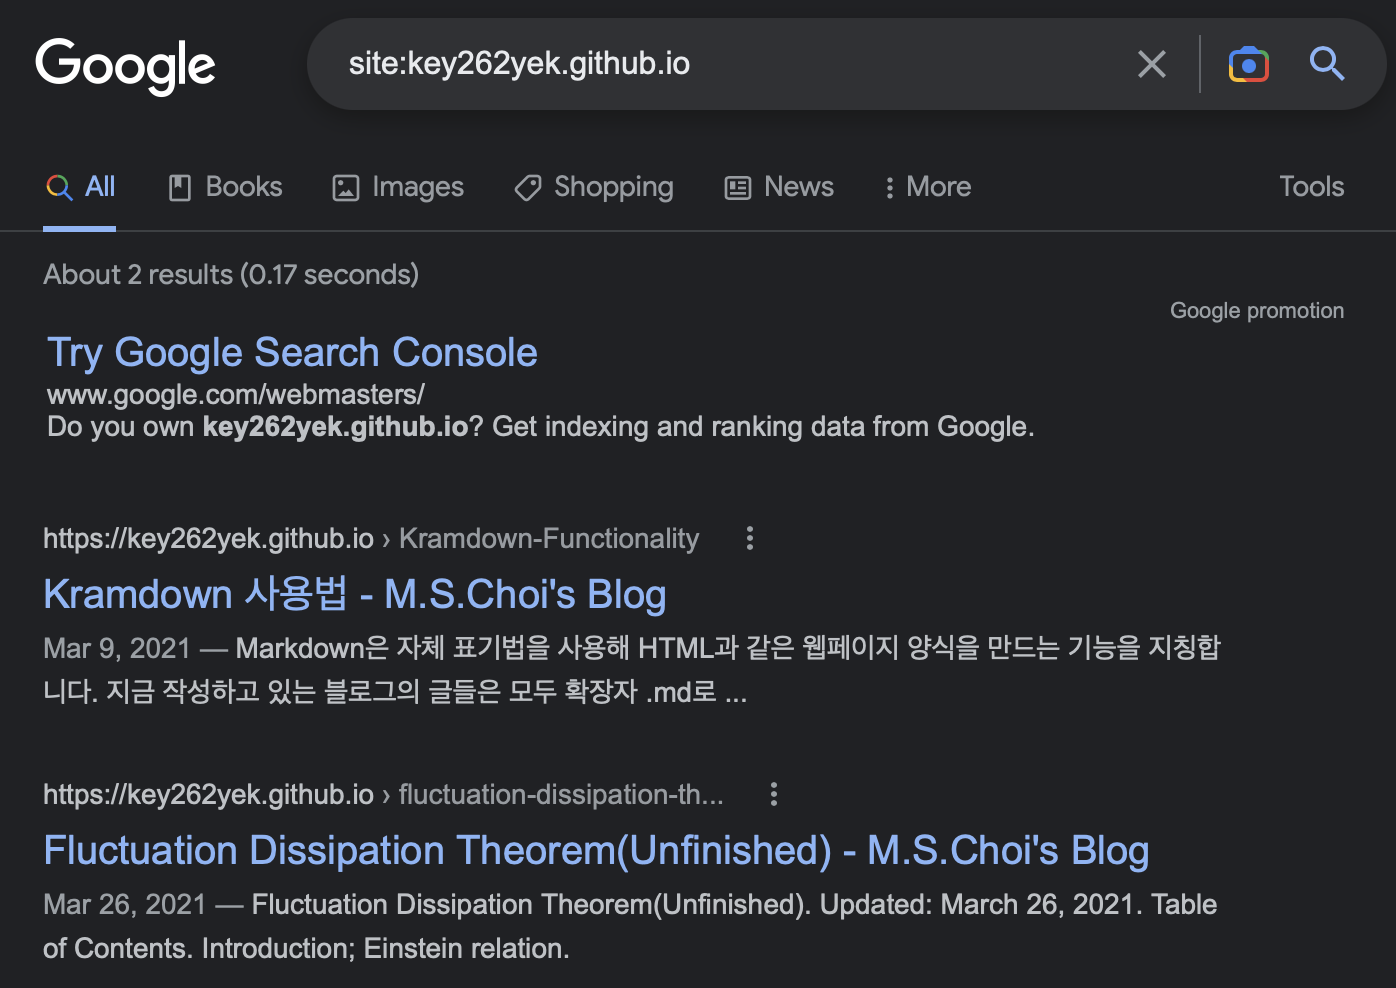 Google
site:key262yek.github.io
All Books Images Shopping News More Tools
About 2 results (0.17 seconds)
Google promotion
Try Google Search Console
www.google.com/webmasters/
Do you own key262yek.github.io? Get indexing and ranking data from Google.
https://key262yek.github.io › Kramdown-Functionality
Kramdown 사용법 - M.S.Choi's Blog
Mar 9, 2021 — Markdown은 자체 표기법을 사용해 HTML과 같은 웹페이지 양식을 만드는 기능을 지칭합
니다. 지금 작성하고 있는 블로그의 글들은 모두 확장자 .md로 ...
https://key262yek.github.io › fluctuation-dissipation-th...
Fluctuation Dissipation Theorem(Unfinished) - M.S.Choi's Blog
Mar 26, 2021 — Fluctuation Dissipation Theorem(Unfinished). Updated: March 26, 2021. Table
of Contents. Introduction; Einstein relation.